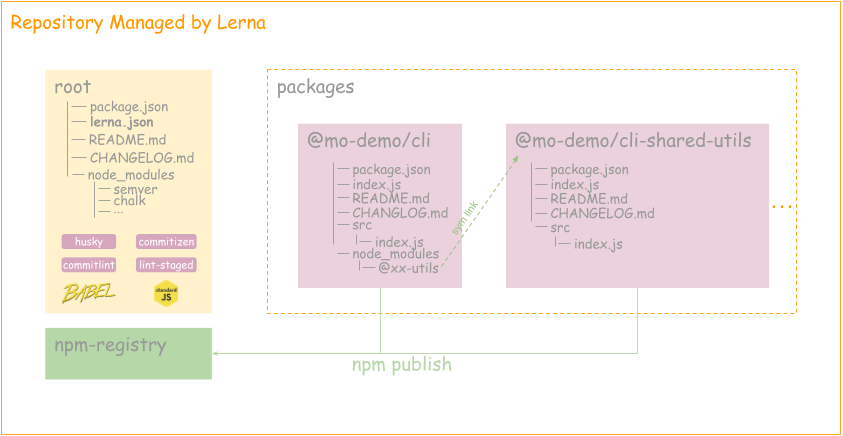 Repository Managed by Lerna
root
package.json
lerna.json
README.md
CHANGELOG.md
node_modules
semver
chalk
...
husky
commitizen
commitlint
lint-staged
BABEL
standard
JS
npm-registry
packages
@mo-demo/cli
package.json
index.js
README.md
CHANGLOG.md
src
index.js
node_modules
@xx-utils
sym link
@mo-demo/cli-shared-utils
package.json
index.js
README.md
CHANGELOG.md
src
index.js
...
npm publish